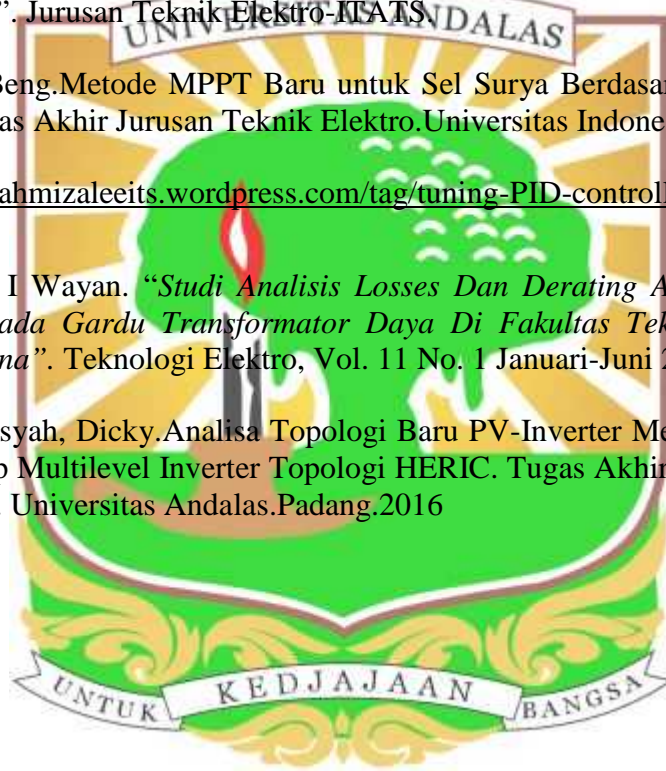 ”. Jurusan Teknik Elektro-ITATS.
UNIVERSITAS ANDALAS
Beng.Metode MPPT Baru untuk Sel Surya Berdasar
as Akhir Jurusan Teknik Elektro.Universitas Indone
ahmizaleeits.wordpress.com/tag/tuning-PID-controll
I Wayan. “Studi Analisis Losses Dan Derating A
ada Gardu Transformator Daya Di Fakultas Tek
na”. Teknologi Elektro, Vol. 11 No. 1 Januari-Juni 2
syah, Dicky.Analisa Topologi Baru PV-Inverter Me
p Multilevel Inverter Topologi HERIC. Tugas Akhir
Universitas Andalas.Padang.2016
UNTUK KEDJAJAAN BANGSA